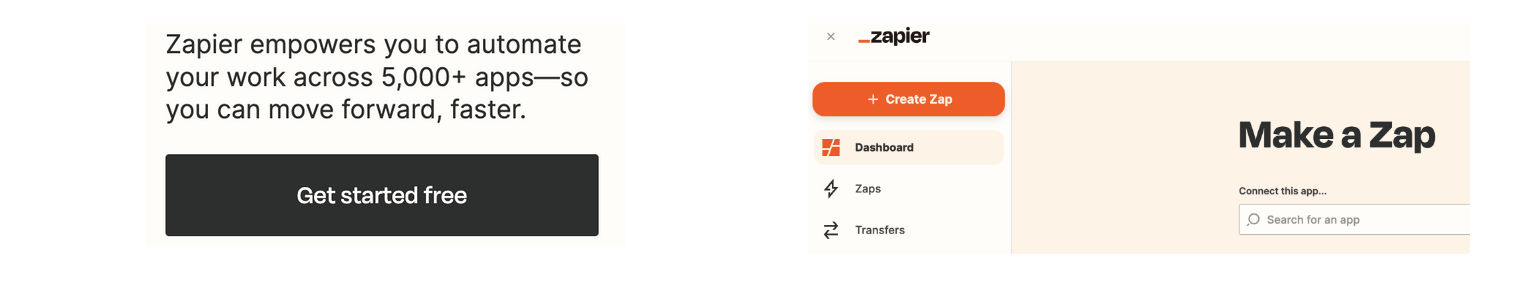 Zapier empowers you to automate
your work across 5,000+ apps—so
you can move forward, faster.
Get started free
_zapier
+ Create Zap
Dashboard
Zaps
Transfers
Make a Zap
Connect this app...
Search for an app